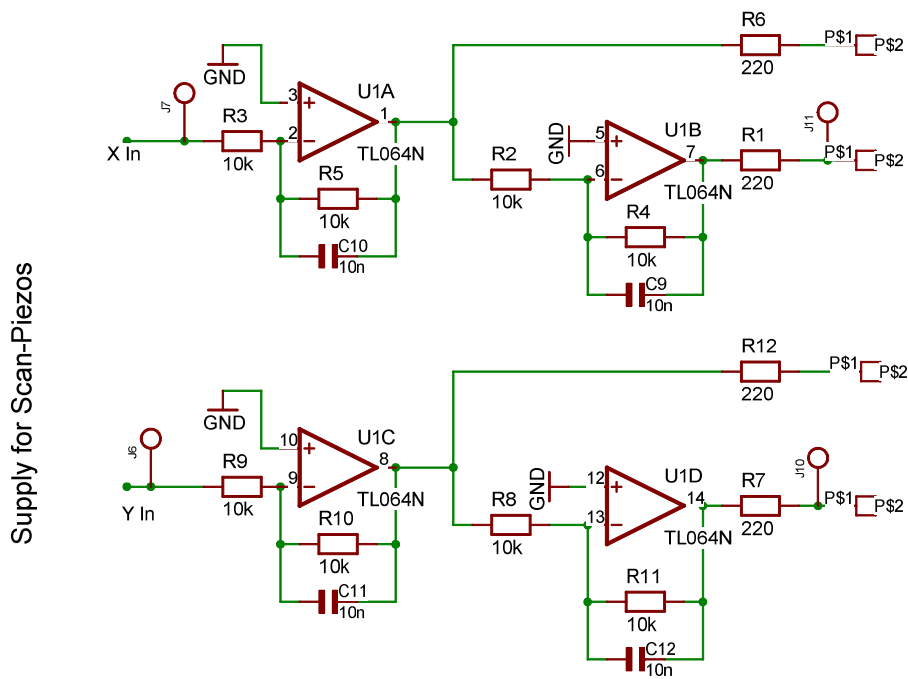 R6
P$1
P$2
220
GND
U1A
3
1
J7
R3
2
TL064N
X In
10k
R5
10k
C10
10n
U1B
J11
GND
5
7
R1
P$1
P$2
R2
6
TL064N
220
10k
R4
10k
C9
10n
Supply for Scan-Piezos
R12
P$1
P$2
220
GND
U1C
10
8
J6
R9
9
TL064N
Y In
10k
R10
10k
C11
10n
U1D
J10
GND
12
14
R7
P$1
P$2
R8
13
TL064N
220
10k
R11
10k
C12
10n